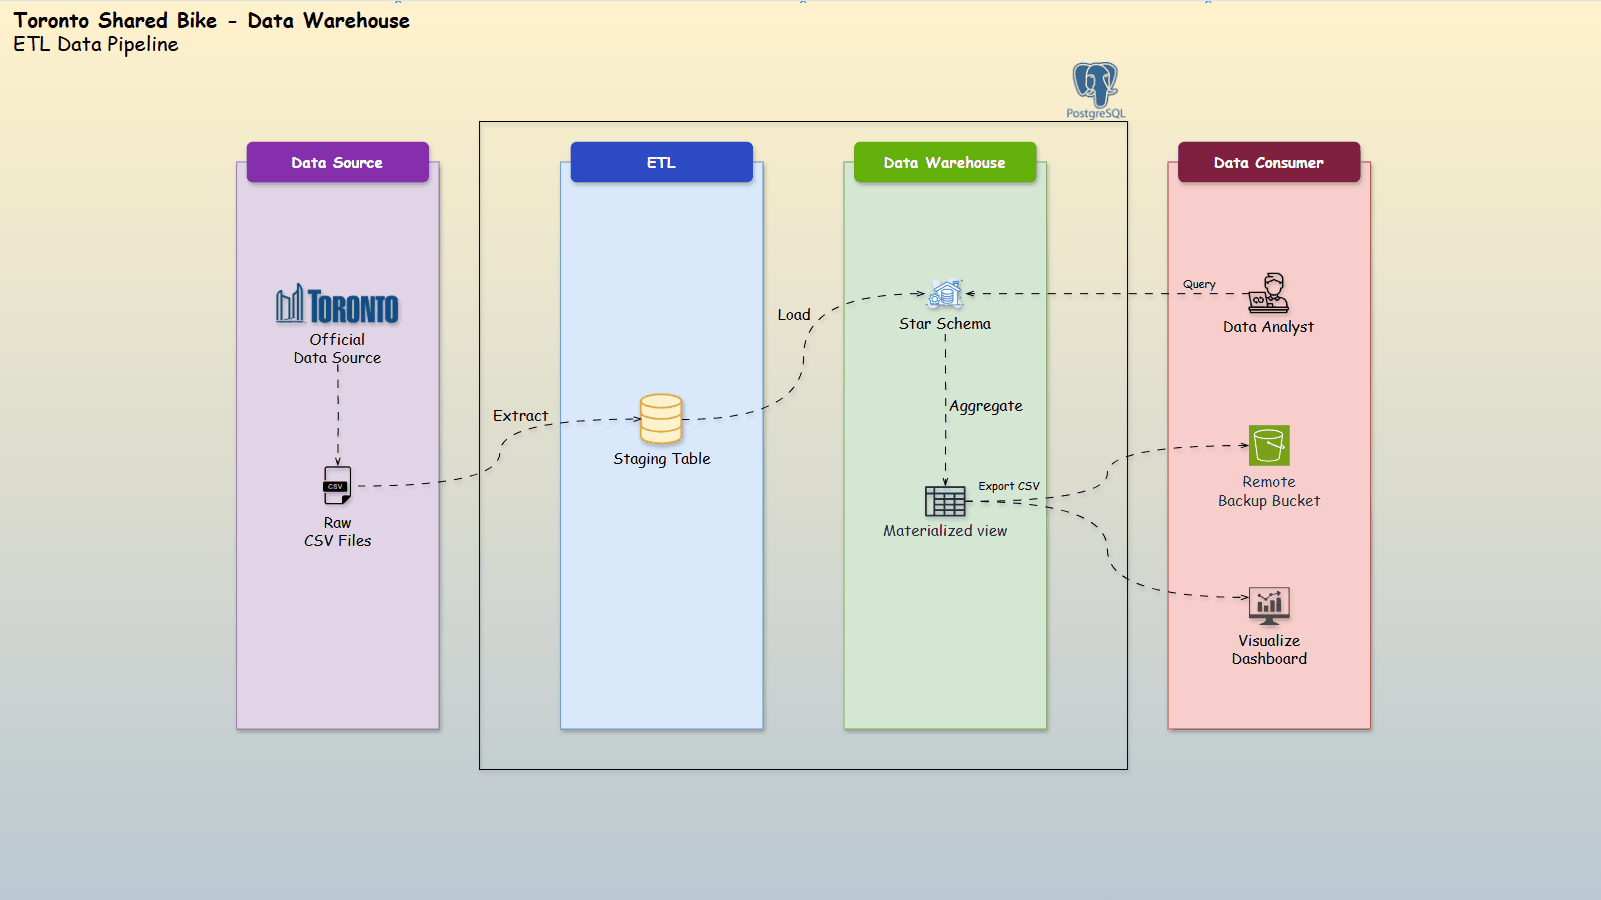 Toronto Shared Bike - Data Warehouse
ETL Data Pipeline
PostgreSQL
Data Source
ETL
Data Warehouse
Data Consumer
TORONTO
Official
Data Source
CSV
Raw
CSV Files
Extract
Staging Table
Load
Star Schema
Aggregate
Export CSV
Materialized view
Query
Data Analyst
Remote
Backup Bucket
Visualize
Dashboard